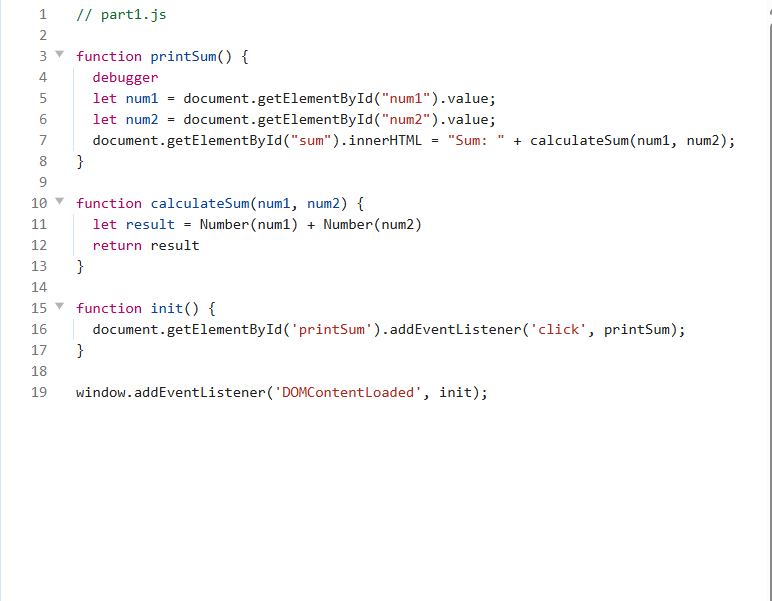 1 // part1.js
2
3 function printSum() {
4 debugger
5 let num1 = document.getElementById("num1").value;
6 let num2 = document.getElementById("num2").value;
7 document.getElementById("sum").innerHTML = "Sum: " + calculateSum(num1, num2);
8 }
9
10 function calculateSum(num1, num2) {
11 let result = Number(num1) + Number(num2)
12 return result
13 }
14
15 function init() {
16 document.getElementById('printSum').addEventListener('click', printSum);
17 }
18
19 window.addEventListener('DOMContentLoaded', init);